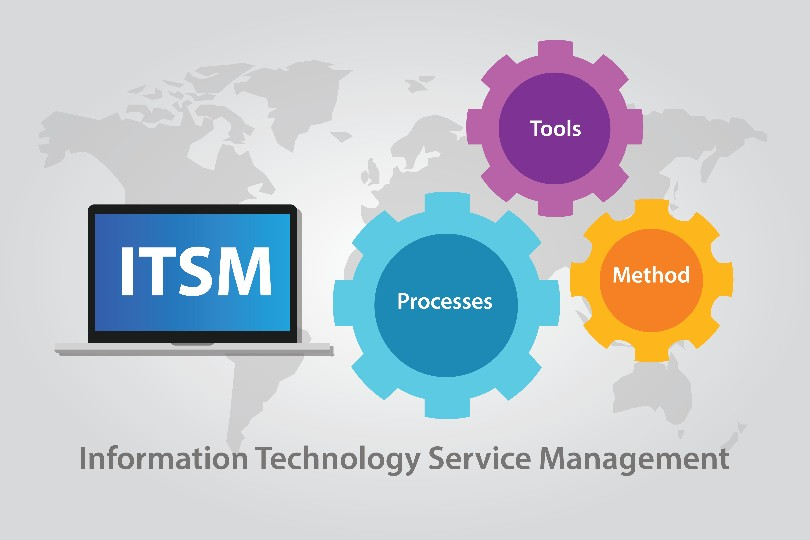 ITSM
Tools
Processes
Method
Information Technology Service Management